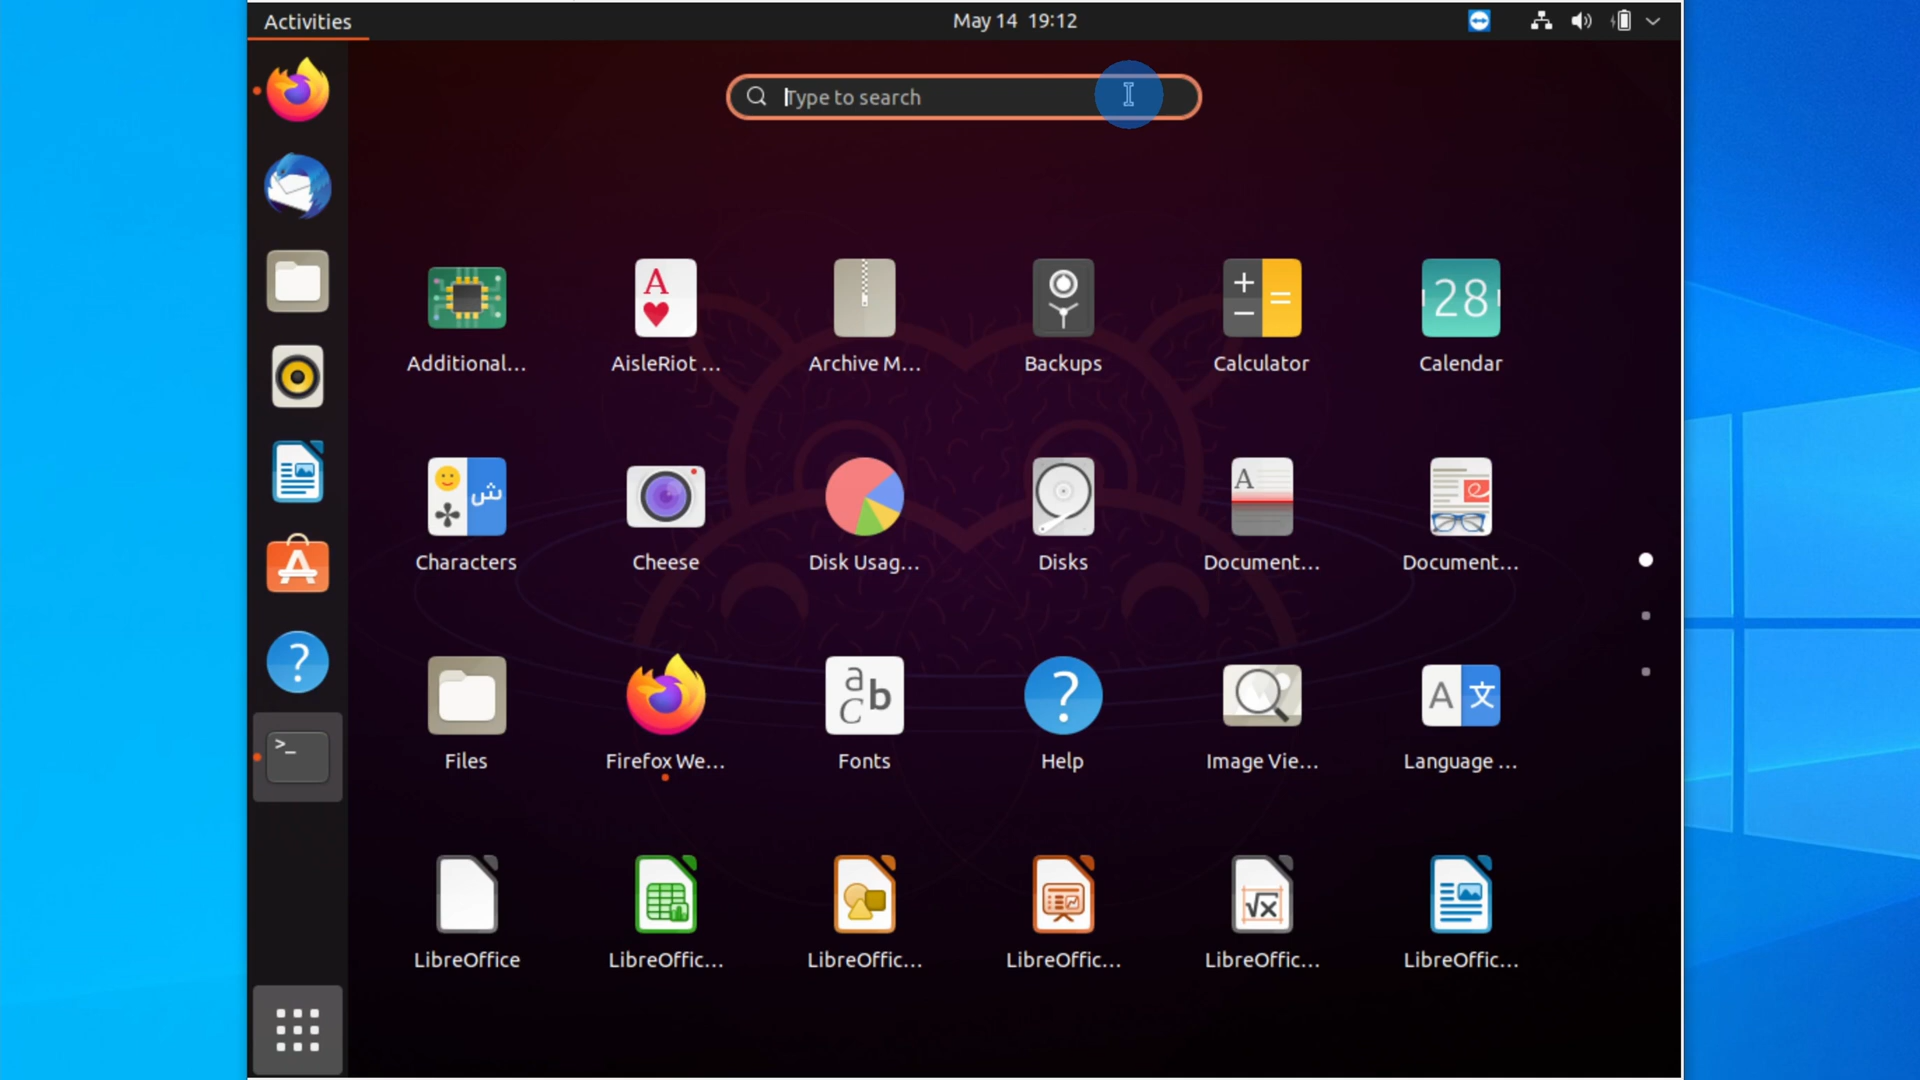 Activities
May 14 19:12
Type to search
Additional...
AisleRiot ...
Archive M...
Backups
Calculator
28
Calendar
Characters
Cheese
Disk Usag...
Disks
Document...
Document...
Files
Firefox We...
Fonts
Help
Image Vie...
Language ...
LibreOffice
LibreOffic...
LibreOffic...
LibreOffic...
LibreOffic...
LibreOffic...